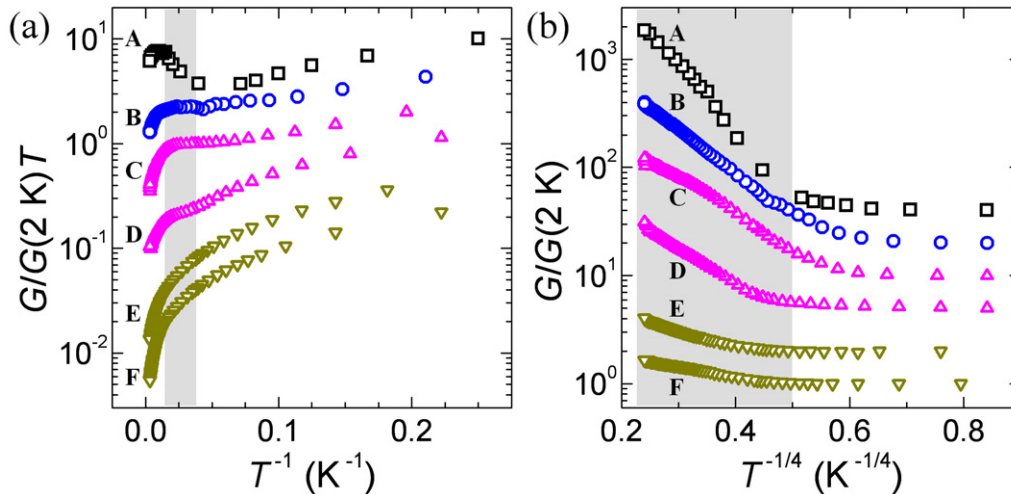 (a)
10^1
10^0
10^-1
10^-2
G/G(2 K)T
A
B
C
D
E
F
0.0 0.1 0.2
T^-1 (K^-1)
(b)
10^3
10^2
10^1
10^0
G/G(2 K)
A
B
C
D
E
F
0.2 0.4 0.6 0.8
T^-1/4 (K^-1/4)